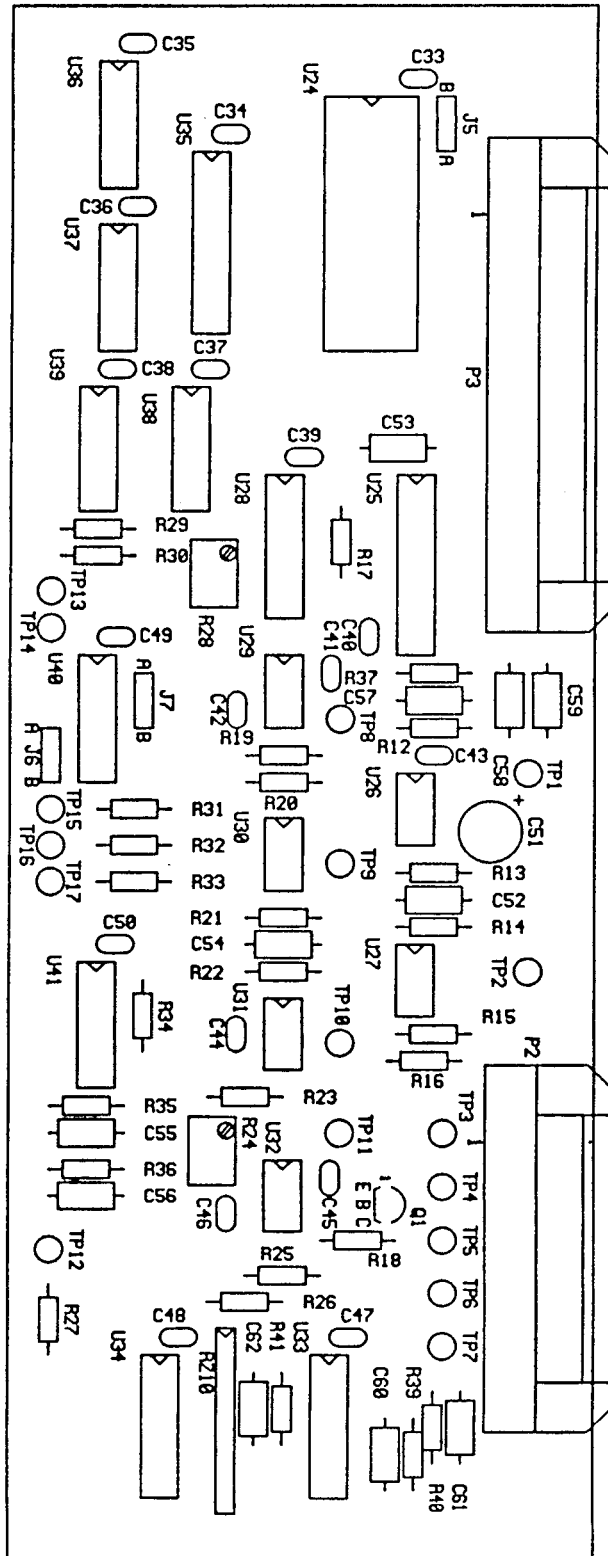 C35
U36
C33
U24
B
J5
A
C34
U35
1
C36
U37
C37
U39
C38
U38
P3
C39
C53
U28
U25
R29
R30
R17
TP13
TP14
R28
C49
U40
U29
C41
C40
A
J7
B
C42
R37
C57
TP8
C59
R19
R12
C43
A J6 B
C58
TP1
R20
U26
+
C51
TP15
R31
U30
TP16
R32
TP9
TP17
R33
R13
C52
R21
R14
C50
C54
U27
U41
R22
U31
TP2
R34
TP10
C44
R15
P2
R16
R23
R35
TP3
R24
U32
TP11
1
C55
R36
1
TP4
C56
E B C
C46
C45
Q1
TP5
R18
TP12
R25
TP6
R27
R26
C48
C62
R41
U33
C47
TP7
U34
RZ10
C60
R39
R40
C61